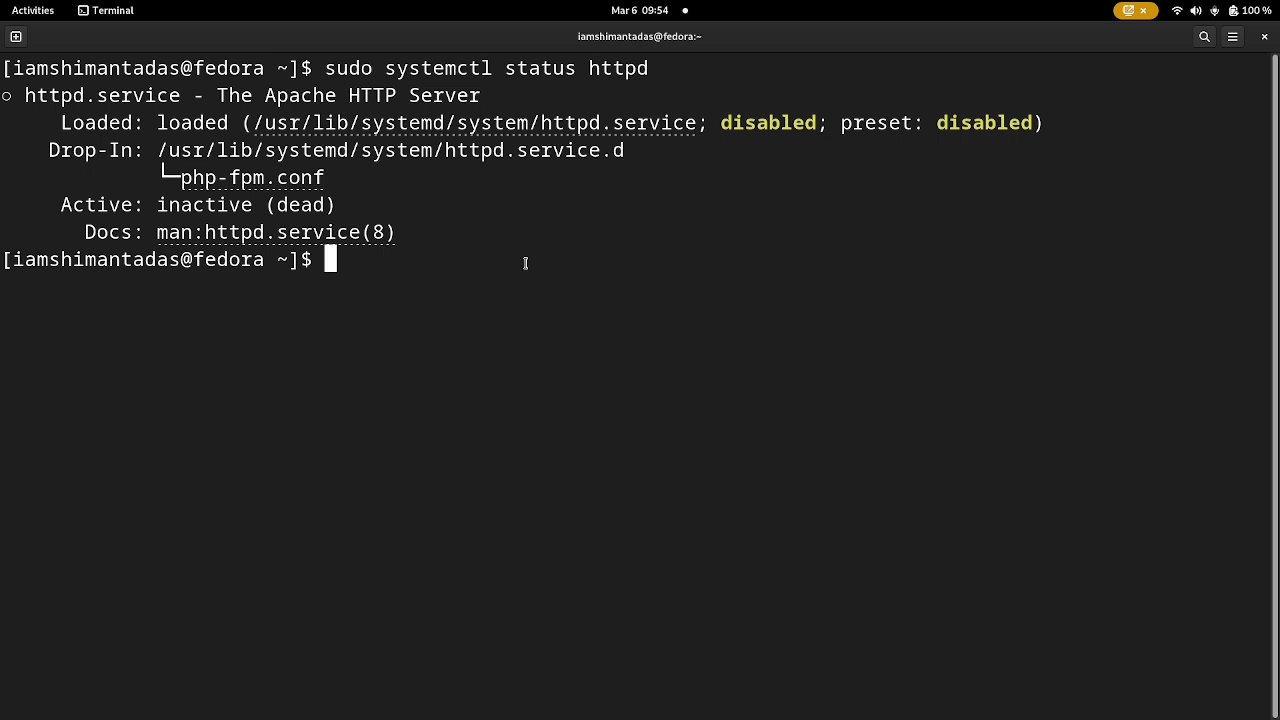 Activities Terminal Mar 6 09:54 100 %
iamshimantadas@fedora:~
[iamshimantadas@fedora ~]$ sudo systemctl status httpd
○ httpd.service - The Apache HTTP Server
Loaded: loaded (/usr/lib/systemd/system/httpd.service; disabled; preset: disabled)
Drop-In: /usr/lib/systemd/system/httpd.service.d
└─php-fpm.conf
Active: inactive (dead)
Docs: man:httpd.service(8)
[iamshimantadas@fedora ~]$